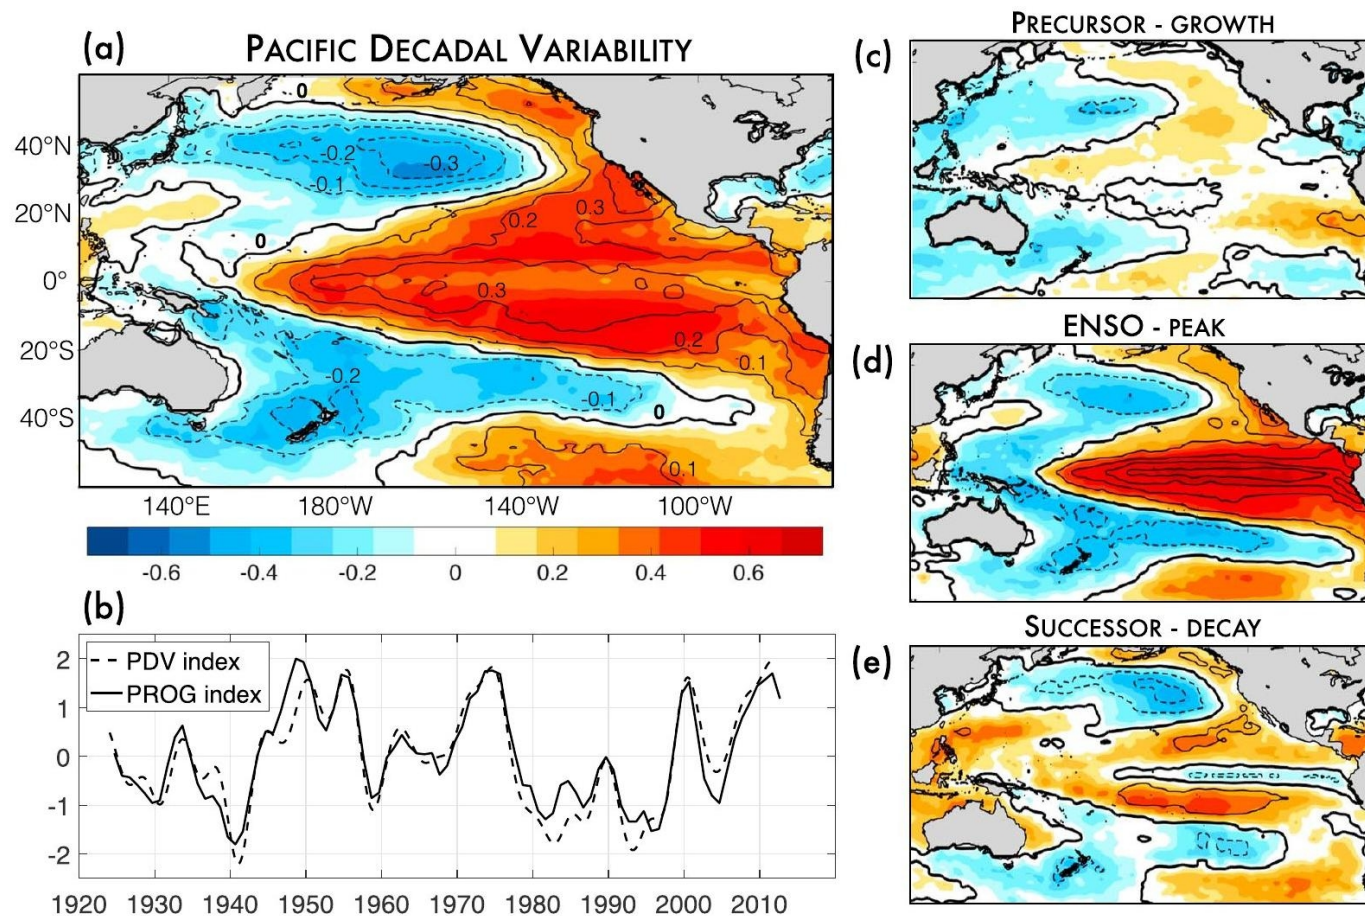 (a) PACIFIC DECADAL VARIABILITY
0
40°N
-0.2
-0.3
-0.1
20°N
0.2
0.3
0
0°
0.3
20°S
0.2
0.1
-0.2
-0.1
40°S
0
0.1
140°E 180°W 140°W 100°W
-0.6 -0.4 -0.2 0 0.2 0.4 0.6
(b)
PDV index
PROG index
2
1
0
-1
-2
1920 1930 1940 1950 1960 1970 1980 1990 2000 2010
PRECURSOR - GROWTH
(c)
ENSO - PEAK
(d)
SUCCESSOR - DECAY
(e)